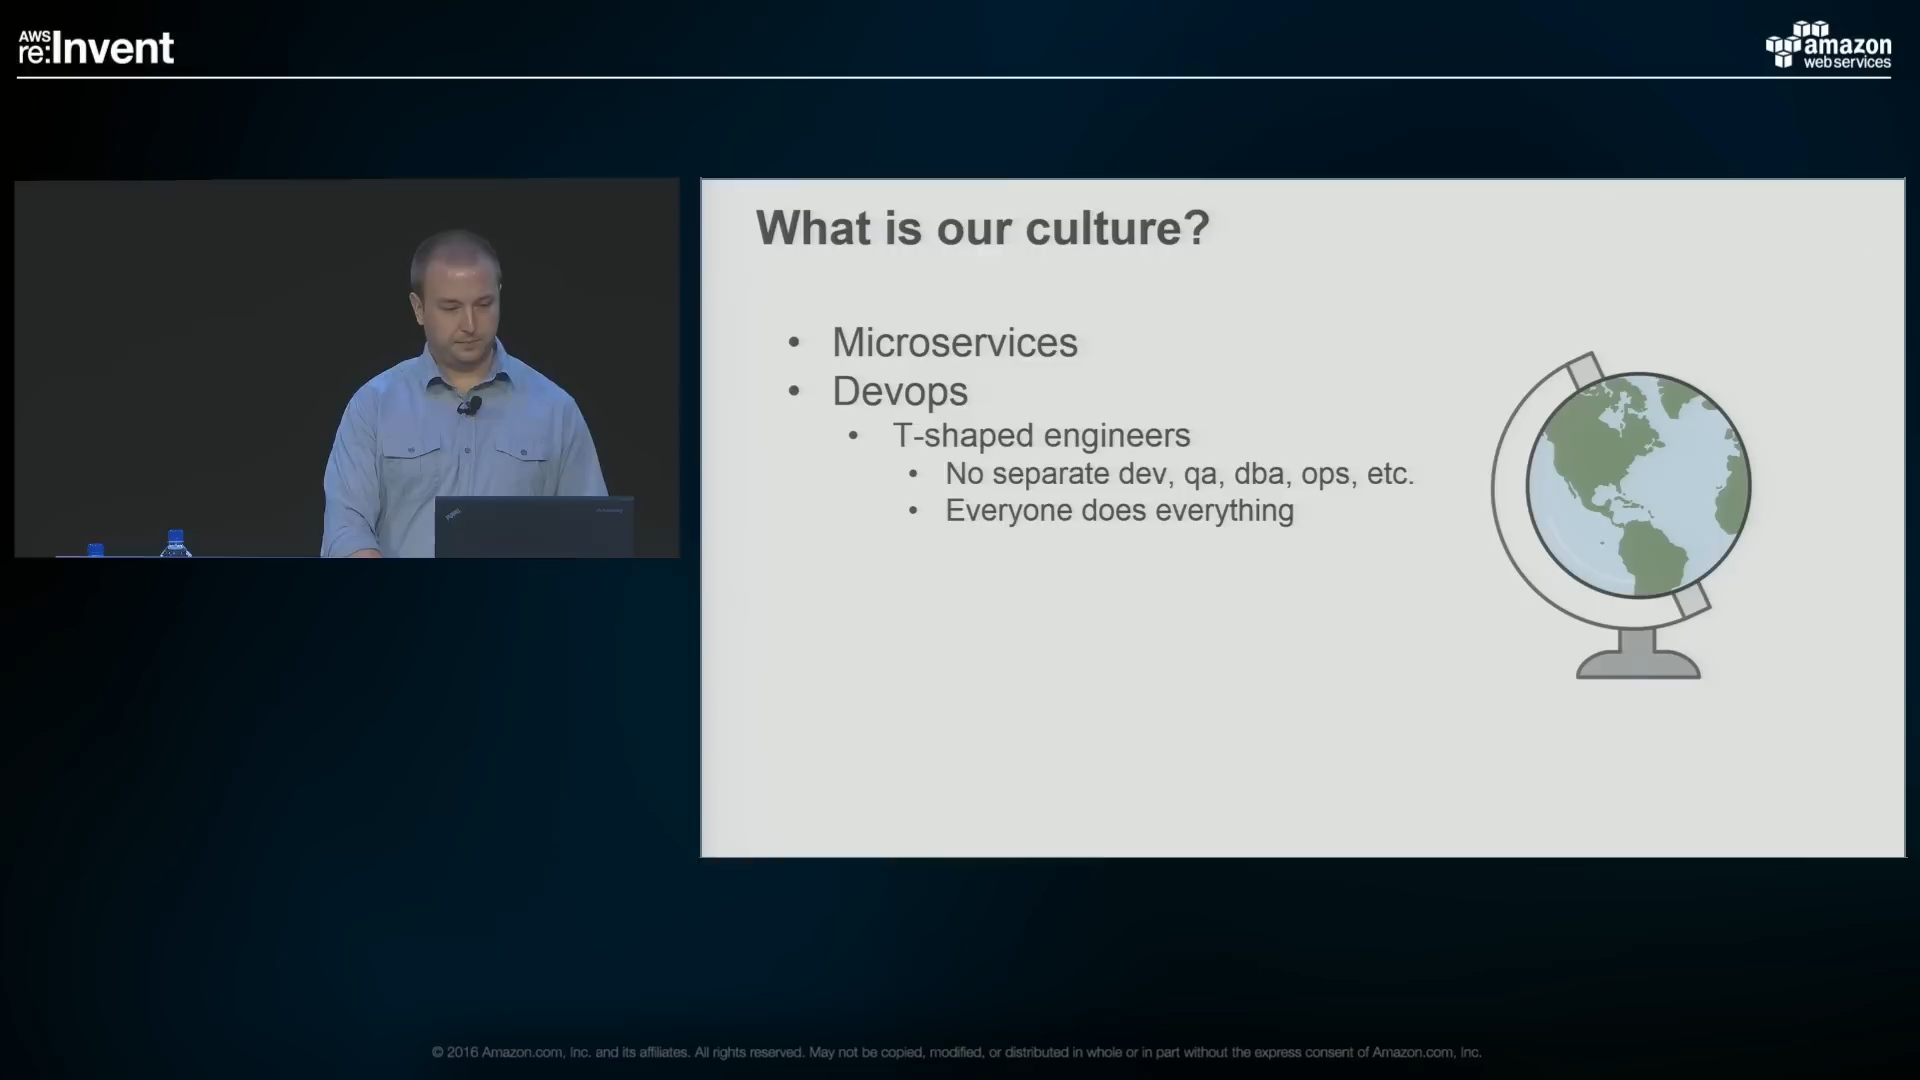 AWS
re:Invent
amazon
web services
What is our culture?
• Microservices
• Devops
• T-shaped engineers
• No separate dev, qa, dba, ops, etc.
• Everyone does everything
© 2016 Amazon.com, Inc. and its affiliates. All rights reserved. May not be copied, modified, or distributed in whole or in part without the express consent of Amazon.com, Inc.